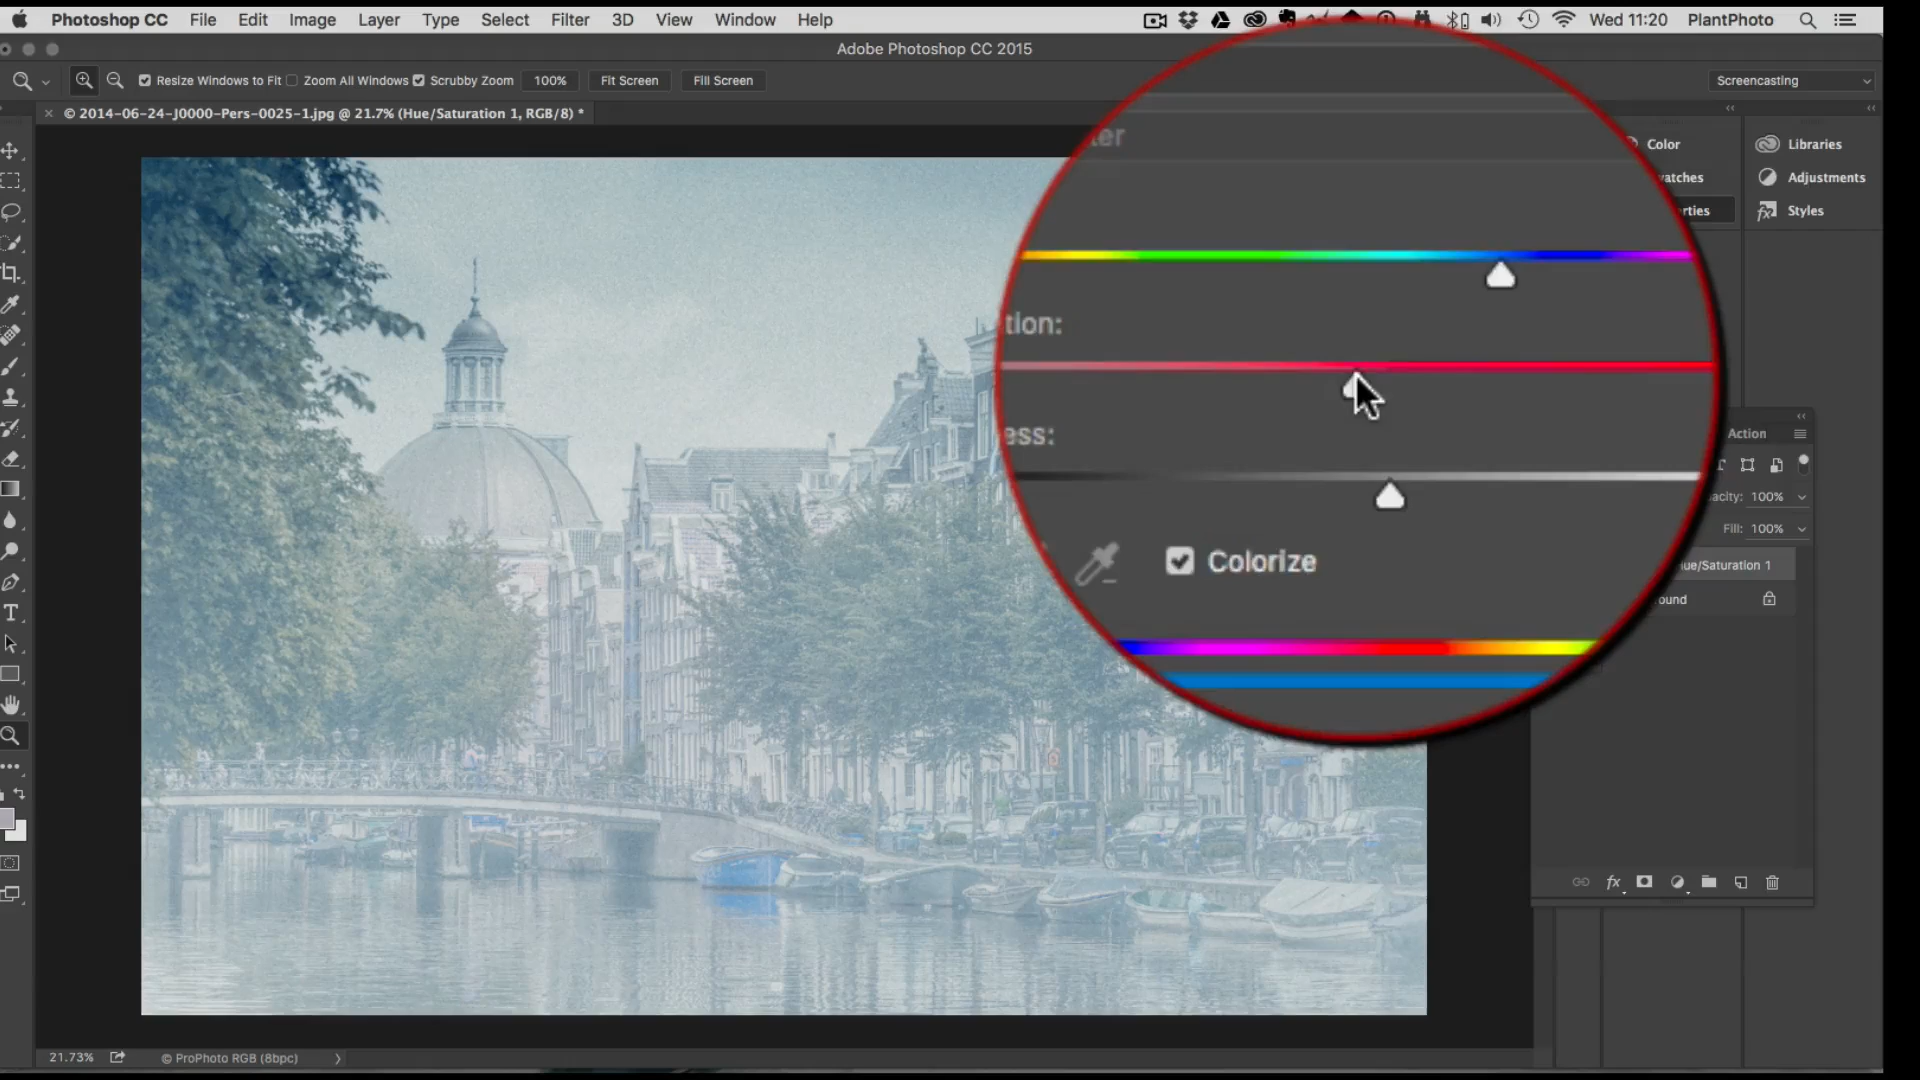 Photoshop CC File Edit Image Layer Type Select Filter 3D View Window Help Wed 11:20 PlantPhoto
Adobe Photoshop CC 2015
Resize Windows to Fit Zoom All Windows Scrubby Zoom 100% Fit Screen Fill Screen Screencasting
© 2014-06-24-J0000-Pers-0025-1.jpg @ 21.7% (Hue/Saturation 1, RGB/8) *
ter
Color
Libraries
atches
Adjustments
rties
Styles
tion:
ess:
Action
acity: 100%
Fill: 100%
Colorize
ue/Saturation 1
ound
21.73% © ProPhoto RGB (8bpc)